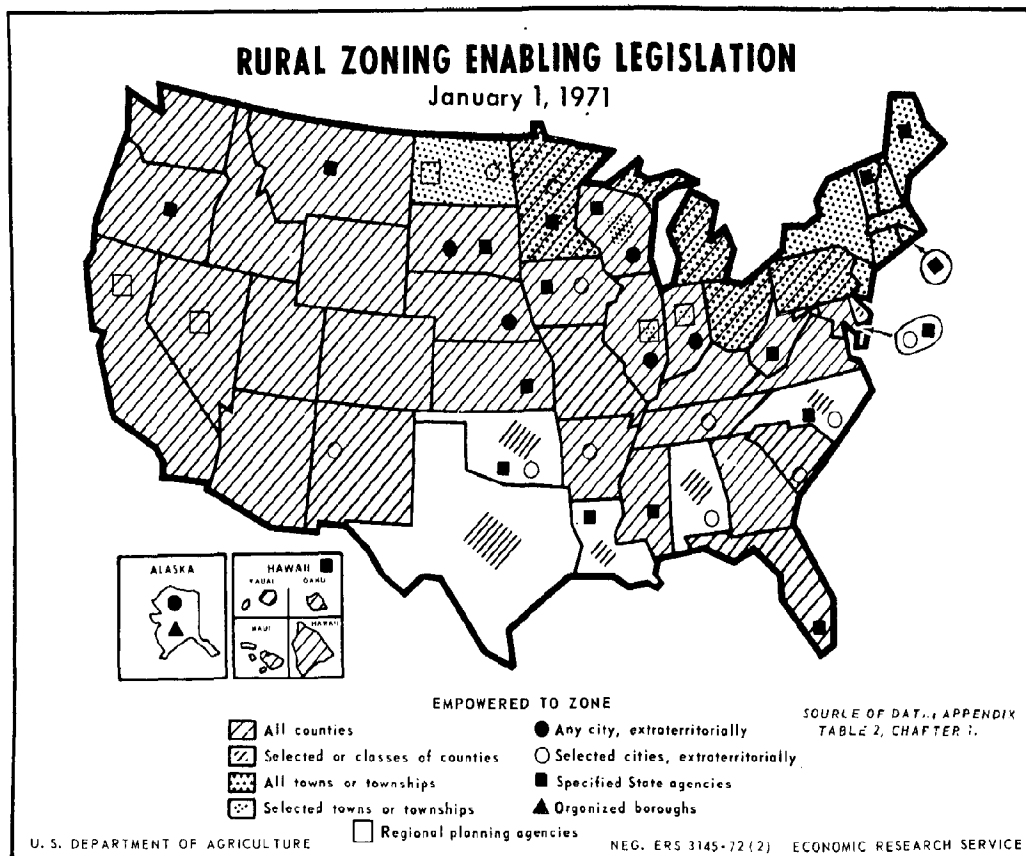 RURAL ZONING ENABLING LEGISLATION
January 1, 1971
ALASKA
HAWAII
KAUAI
OAHU
MAUI
HAWAII
EMPOWERED TO ZONE
All counties
Selected or classes of counties
All towns or townships
Selected towns or townships
Regional planning agencies
Any city, extraterritorially
Selected cities, extraterritorially
Specified State agencies
Organized boroughs
APPENDIX
TABLE 2, CHAPTER
U. S. DEPARTMENT OF AGRICULTURE
NEG. ERS 3145-72 (2) ECONOMIC RESEARCH SERVICE